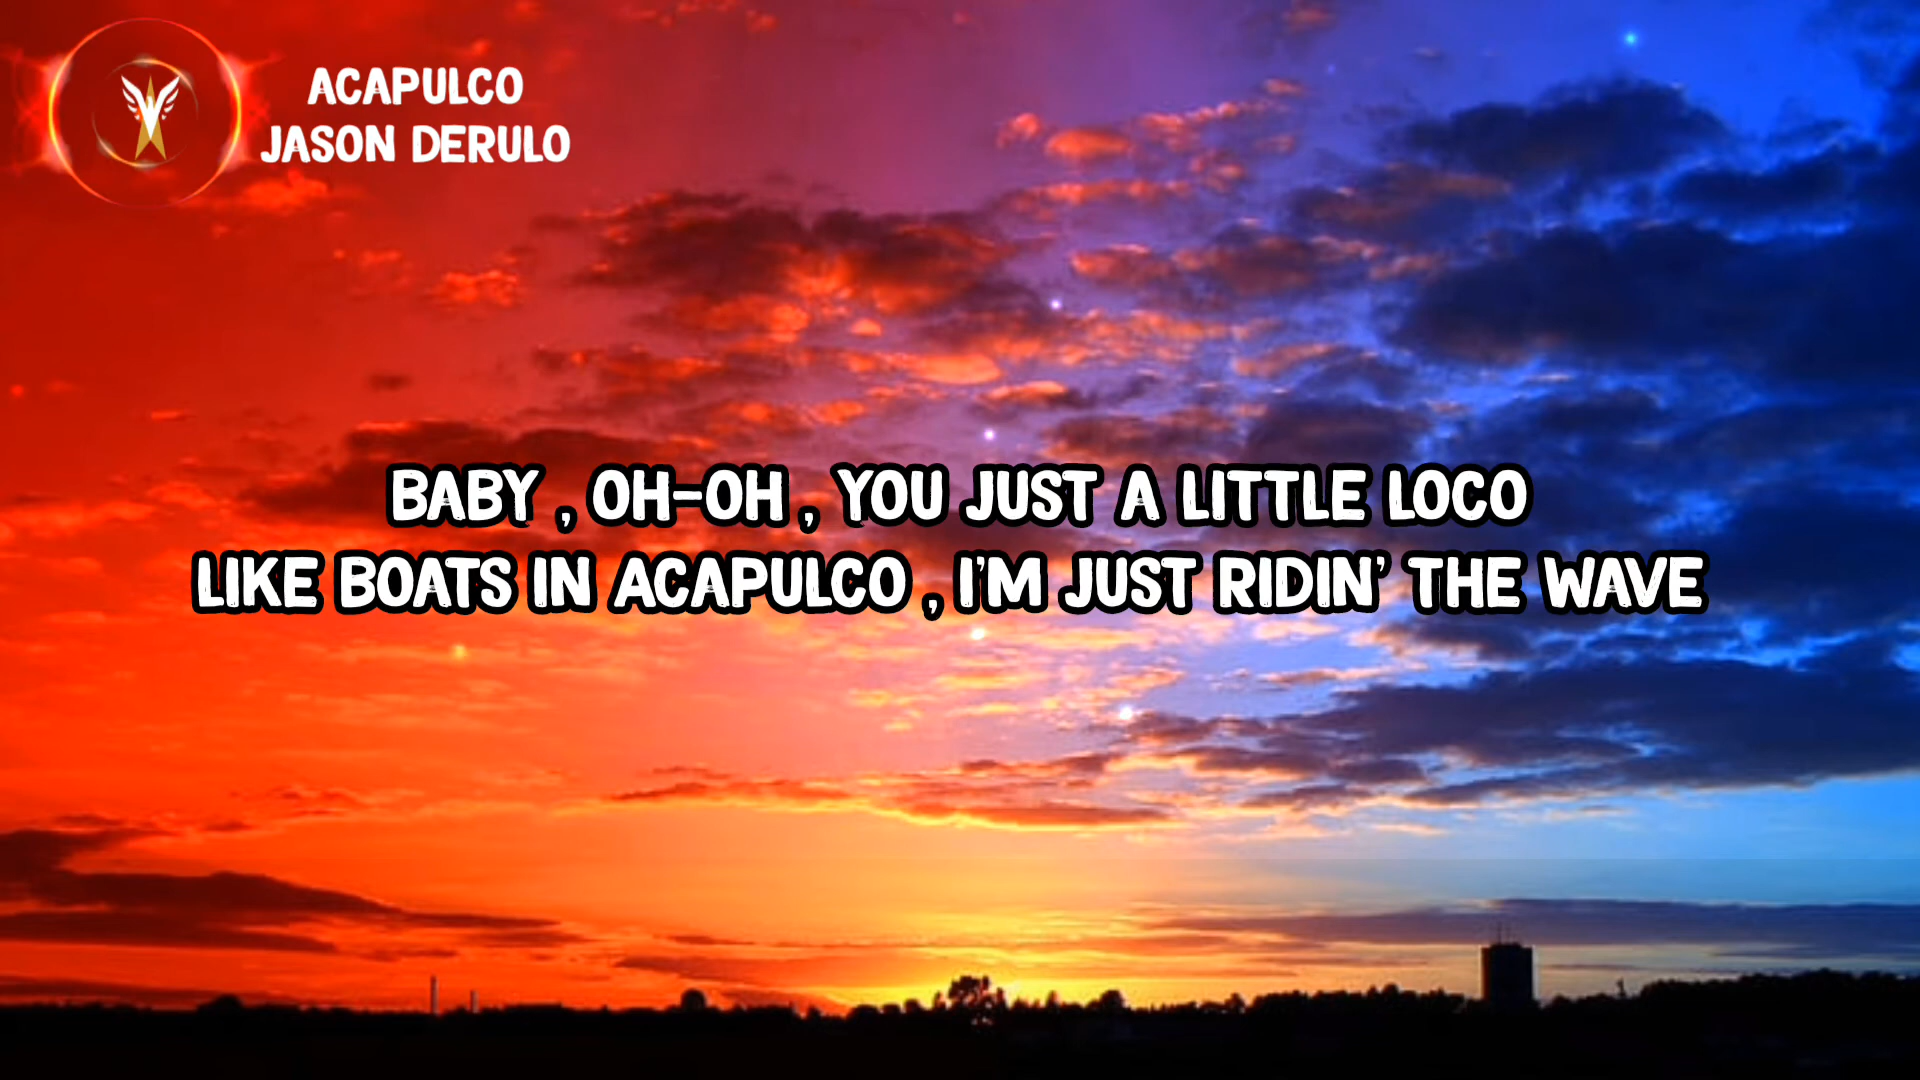 ACAPULCO
JASON DERULO
BABY , OH-OH , YOU JUST A LITTLE LOCO
LIKE BOATS IN ACAPULCO , I'M JUST RIDIN' THE WAVE